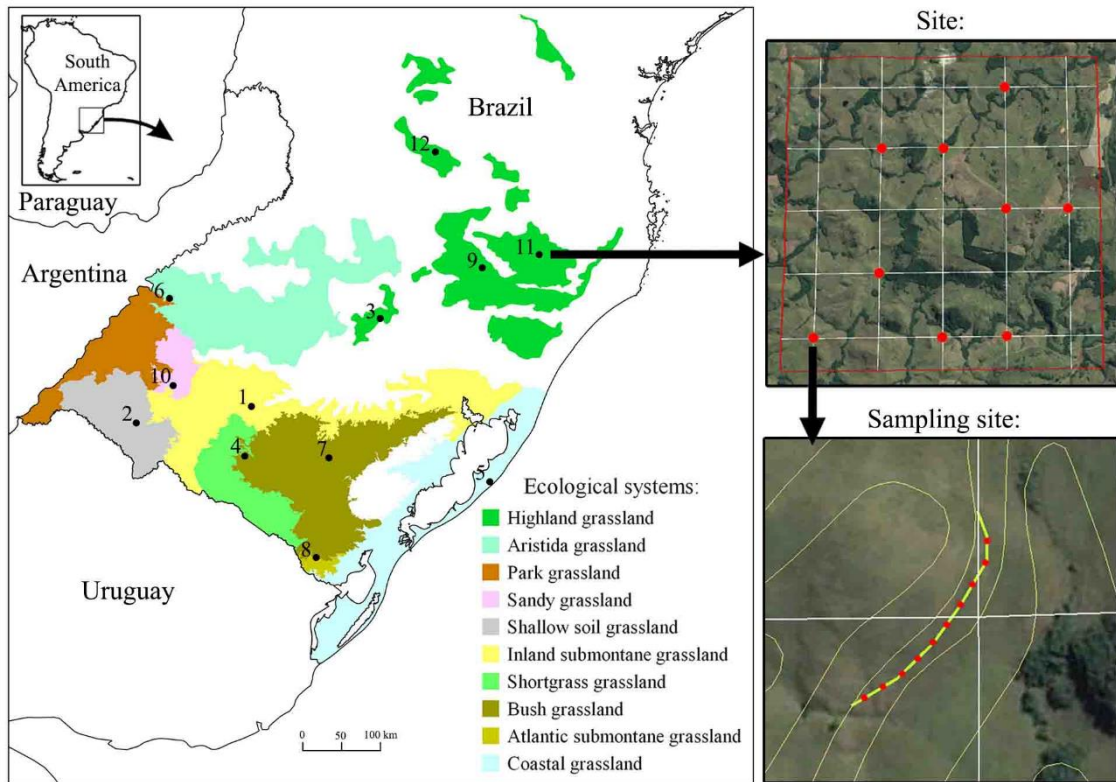 South
America
Paraguay
Brazil
Argentina
Uruguay
12
11
9
6
3
10
1
2
4
7
5
8
Ecological systems:
Highland grassland
Aristida grassland
Park grassland
Sandy grassland
Shallow soil grassland
Inland submontane grassland
Shortgrass grassland
Bush grassland
Atlantic submontane grassland
Coastal grassland
0 50 100 km
Site:
Sampling site: